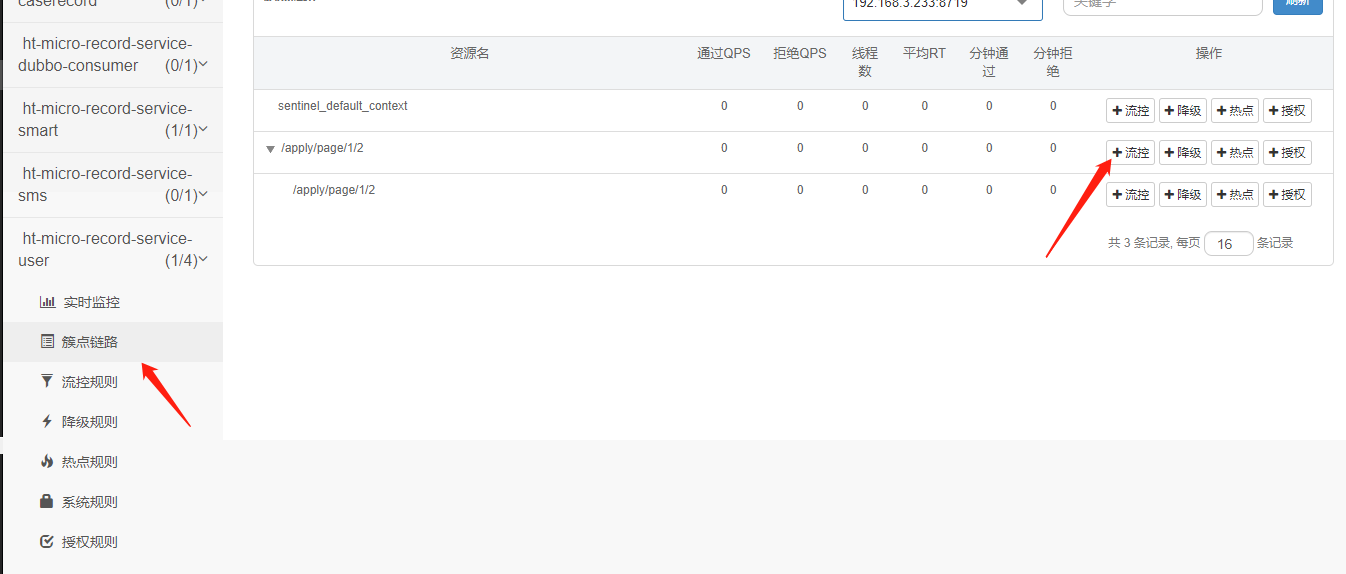 caserecord (0/1)
ht-micro-record-service-
dubbo-consumer (0/1)
ht-micro-record-service-
smart (1/1)
ht-micro-record-service-
sms (0/1)
ht-micro-record-service-
user (1/4)
实时监控
簇点链路
流控规则
降级规则
热点规则
系统规则
授权规则
192.168.3.233:8719 关键字 刷新
资源名 通过QPS 拒绝QPS 线程数 平均RT 分钟通过 分钟拒绝 操作
sentinel_default_context 0 0 0 0 0 0 流控 降级 热点 授权
/apply/page/1/2 0 0 0 0 0 0 流控 降级 热点 授权
/apply/page/1/2 0 0 0 0 0 0 流控 降级 热点 授权
共 3 条记录, 每页 16 条记录